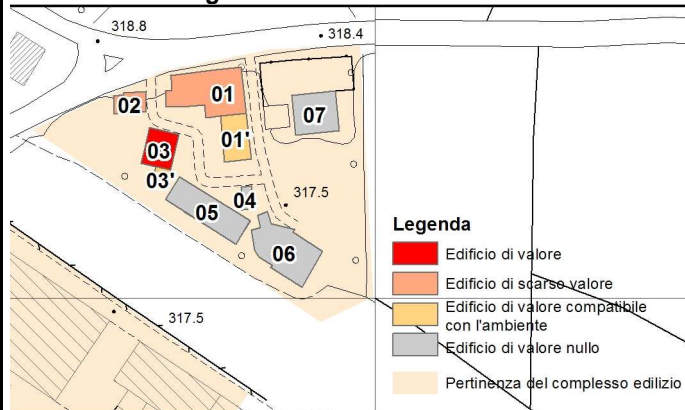 318.8
318.4
01
02
07
01'
03
03'
04
317.5
05
06
317.5
Legenda
Edificio di valore
Edificio di scarso valore
Edificio di valore compatibile
con l'ambiente
Edificio di valore nullo
Pertinenza del complesso edilizio